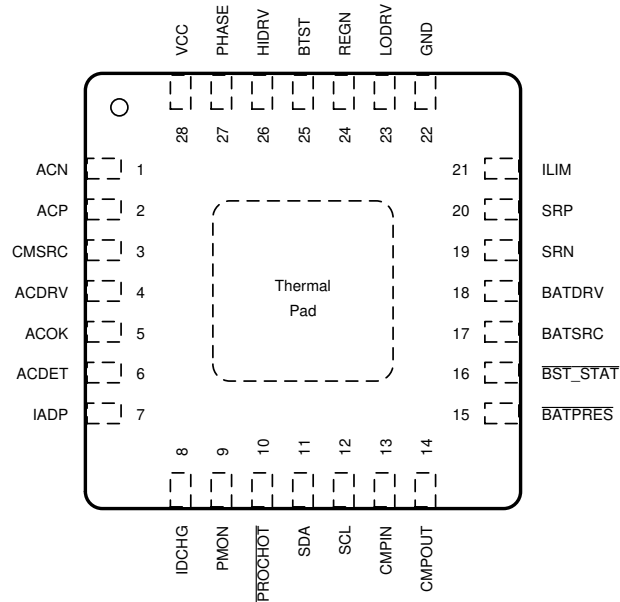 VCC
PHASE
HIDRV
BTST
REGN
LODRV
GND
28
27
26
25
24
23
22
ACN 1
21 ILIM
ACP 2
20 SRP
CMSRC 3
19 SRN
ACDRV 4
18 BATDRV
ACOK 5
17 BATSRC
ACDET 6
16 BST_STAT
IADP 7
15 BATPRES
Thermal
Pad
8
9
10
11
12
13
14
IDCHG
PMON
PROCHOT
SDA
SCL
CMPIN
CMPOUT